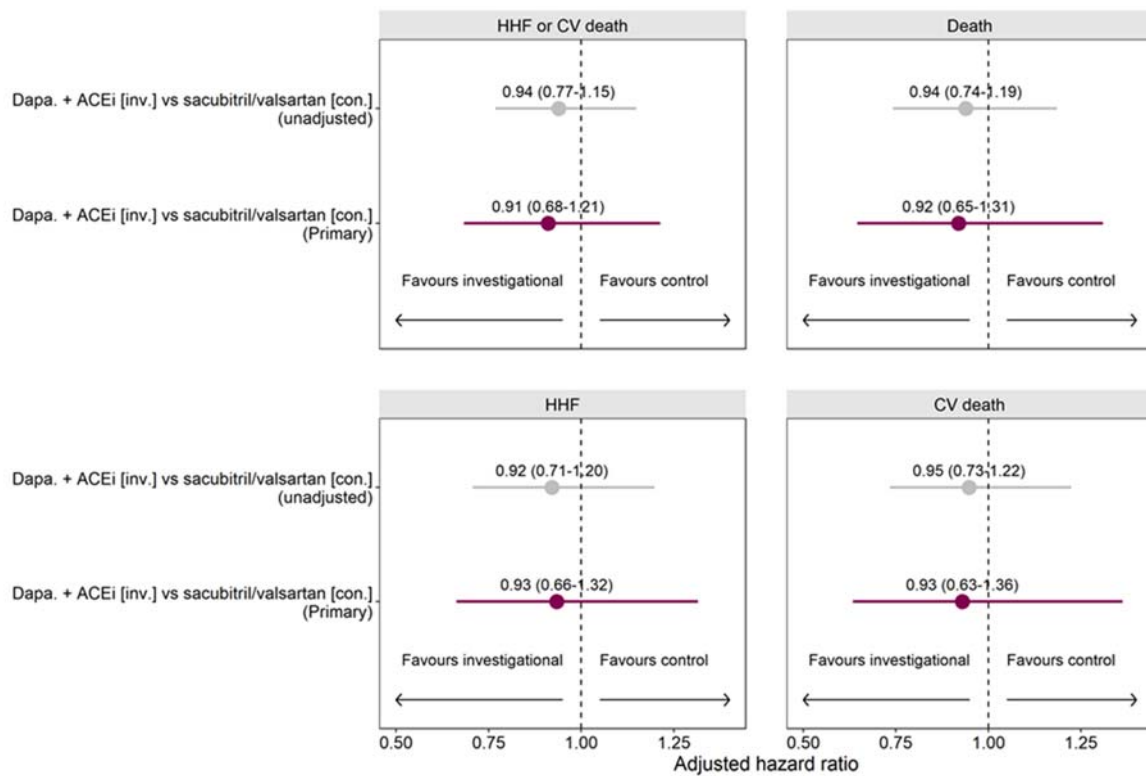 HHF or CV death
Death
Dapa. + ACEi [inv.] vs sacubitril/valsartan [con.]
(unadjusted)
0.94 (0.77-1.15)
0.94 (0.74-1.19)
Dapa. + ACEi [inv.] vs sacubitril/valsartan [con.]
(Primary)
0.91 (0.68-1.21)
0.92 (0.65-1.31)
Favours investigational
Favours control
Favours investigational
Favours control
HHF
CV death
Dapa. + ACEi [inv.] vs sacubitril/valsartan [con.]
(unadjusted)
0.92 (0.71-1.20)
0.95 (0.73-1.22)
Dapa. + ACEi [inv.] vs sacubitril/valsartan [con.]
(Primary)
0.93 (0.66-1.32)
0.93 (0.63-1.36)
Favours investigational
Favours control
Favours investigational
Favours control
0.50 0.75 1.00 1.25
0.50 0.75 1.00 1.25
Adjusted hazard ratio